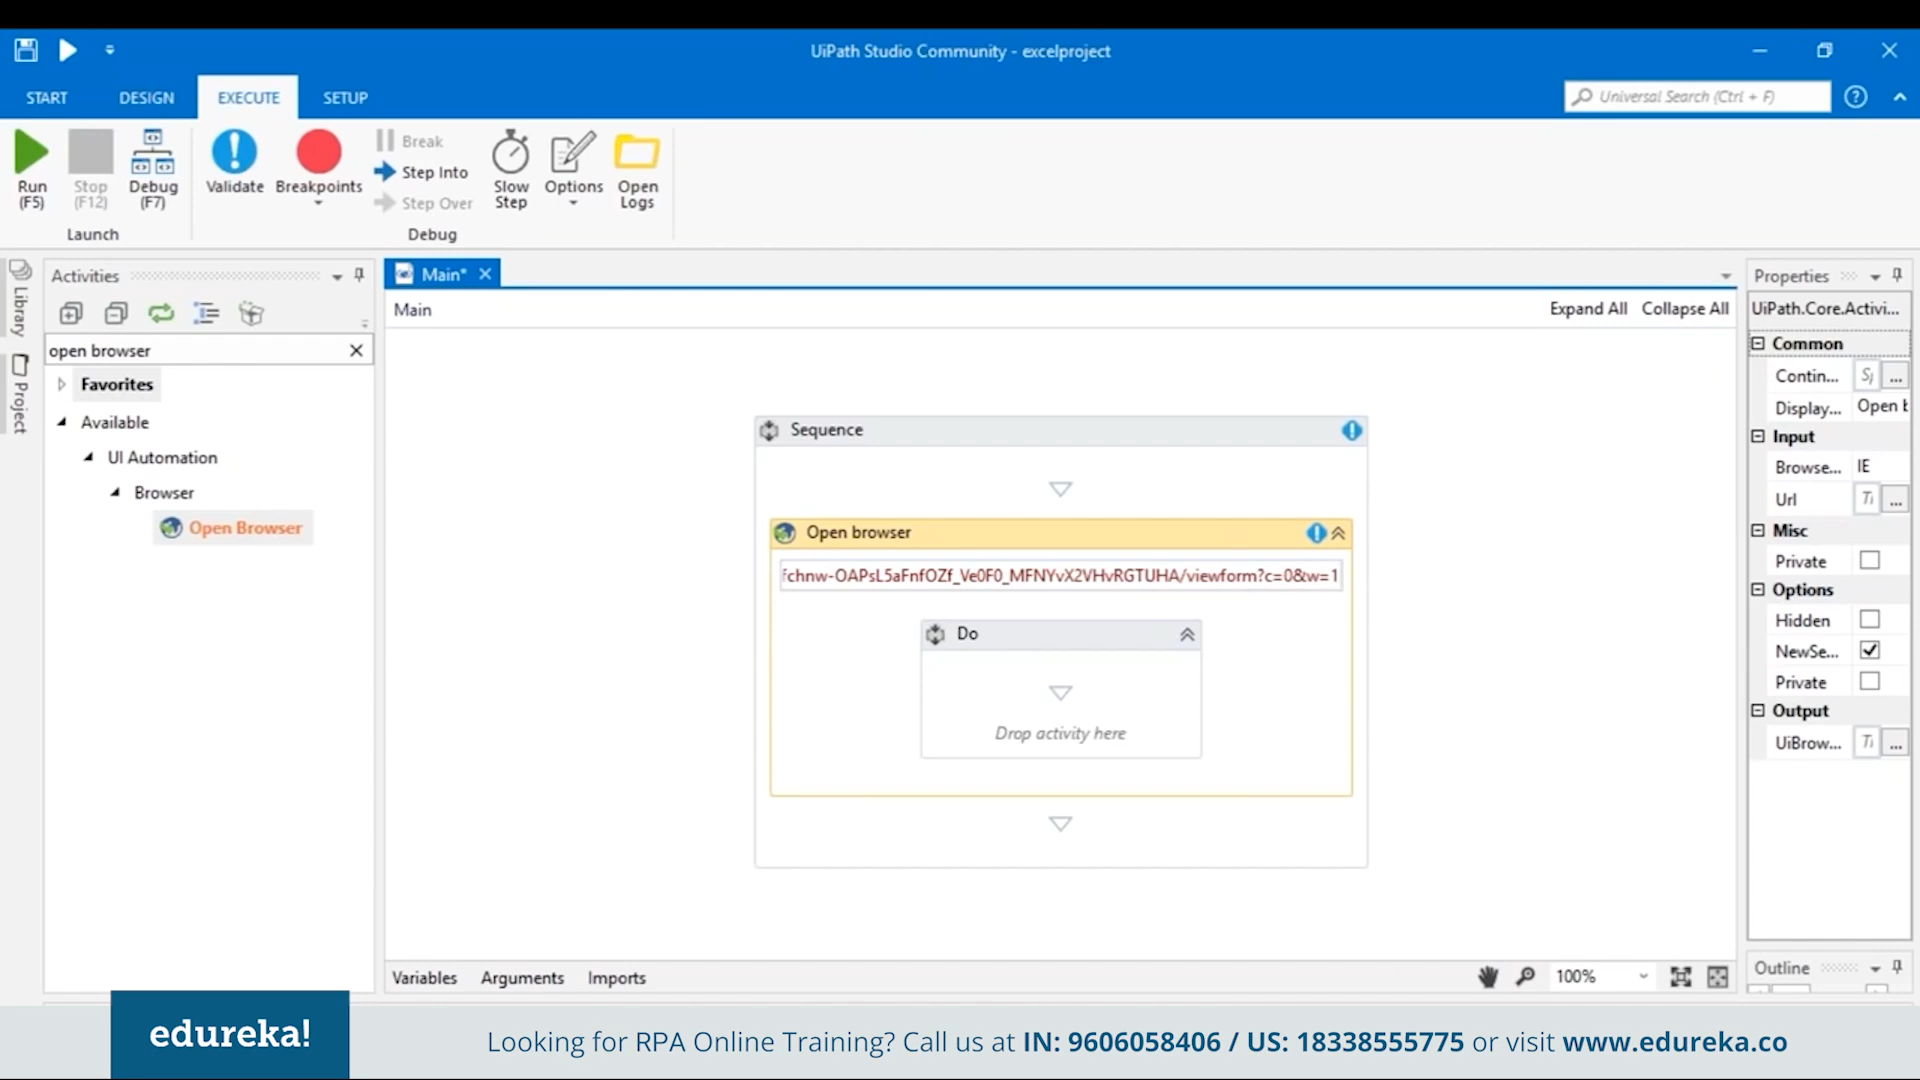 UiPath Studio Community - excelproject
START DESIGN EXECUTE SETUP
Universal Search (Ctrl + F)
Run (F5)
Stop (F12)
Debug (F7)
Launch
Validate
Breakpoints
Break
Step Into
Step Over
Slow Step
Options
Open Logs
Debug
Library
Project
Activities
open browser
Favorites
Available
UI Automation
Browser
Open Browser
Main*
Main
Expand All Collapse All
Sequence
Open browser
fchnw-OAPsL5aFnfOZf_Ve0F0_MFNYvX2VHvRGTUHA/viewform?c=0&w=1
Do
Drop activity here
Variables Arguments Imports
100%
Properties
UiPath.Core.Activi...
Common
Contin...
Display... Open
Input
Browse... IE
Url
Misc
Private
Options
Hidden
NewSe...
Private
Output
UiBrow...
Outline
edureka!
Looking for RPA Online Training? Call us at IN: 9606058406 / US: 18338555775 or visit www.edureka.co